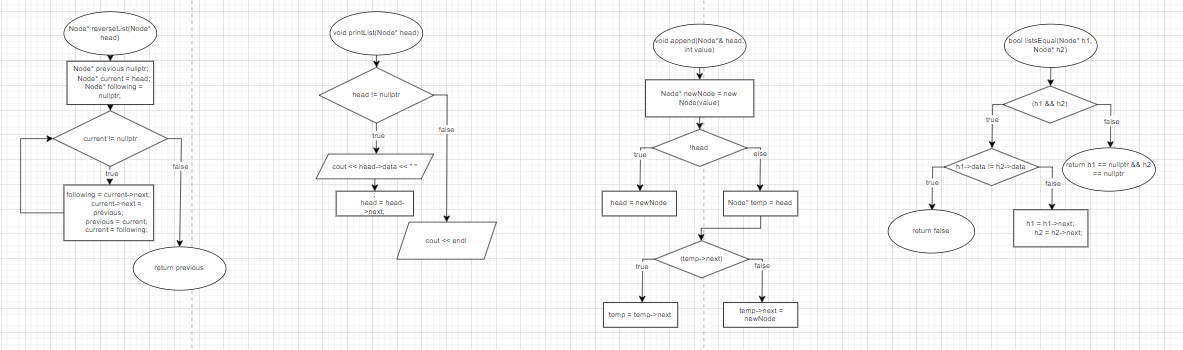 Node* reverseList(Node*
head)
Node* previous nullptr;
Node* current = head;
Node* following =
nullptr;
current != nullptr
true
false
following = current->next;
current->next =
previous;
previous = current;
current = following;
return previous
void printList(Node* head)
head != nullptr
true
false
cout << head->data << " "
head = head-
>next;
cout << endl
void append(Node*& head,
int value)
Node* newNode = new
Node(value)
!head
true
else
head = newNode
Node* temp = head
(temp->next)
true
false
temp = temp->next
temp->next =
newNode
bool listsEqual(Node* h1,
Node* h2)
(h1 && h2)
true
false
h1->data != h2->data
return h1 == nullptr && h2
== nullptr
true
false
return false
h1 = h1->next;
h2 = h2->next;